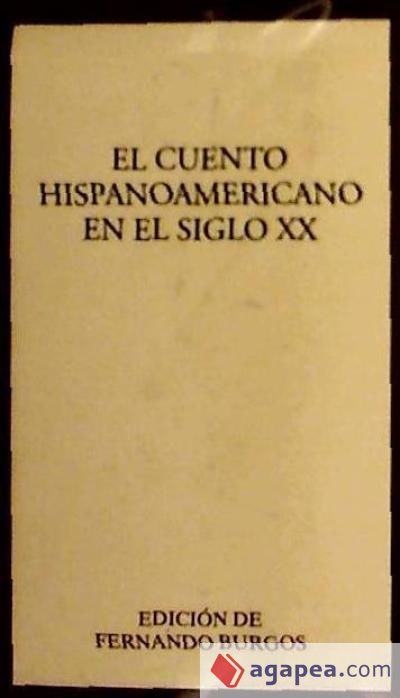 EL CUENTO
HISPANOAMERICANO
EN EL SIGLO XX
EDICIÓN DE
FERNANDO BURGOS
agapea.com